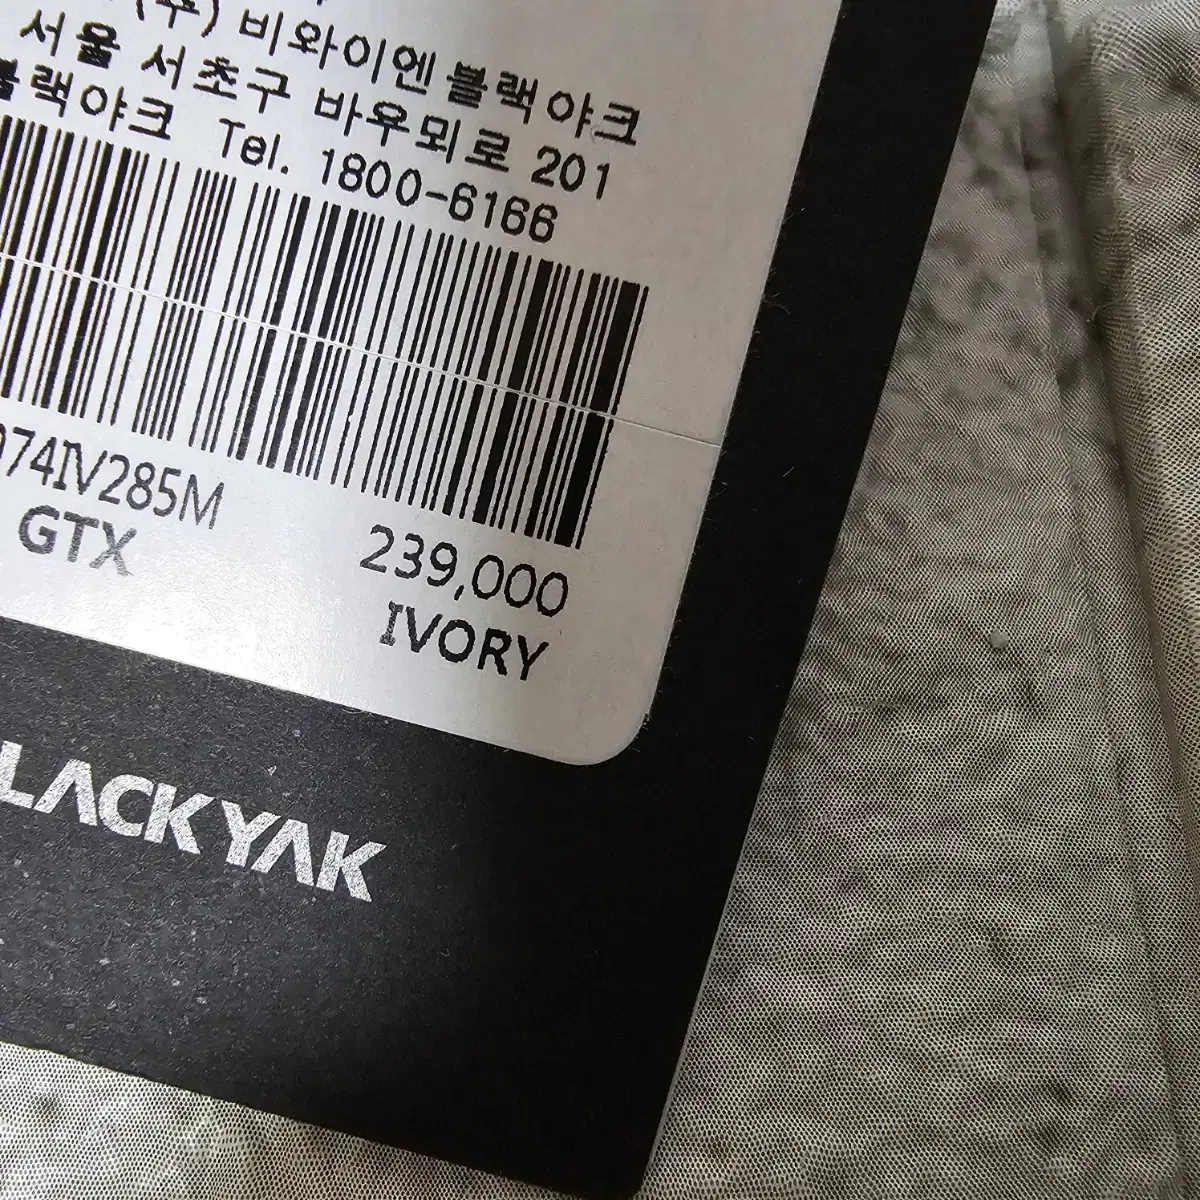 (주) 비와이엔블랙야크
서울 서초구 바우뫼로 201
블랙야크 Tel. 1800-6166
074IV285M
239,000
GTX
IVORY
LACKYAK